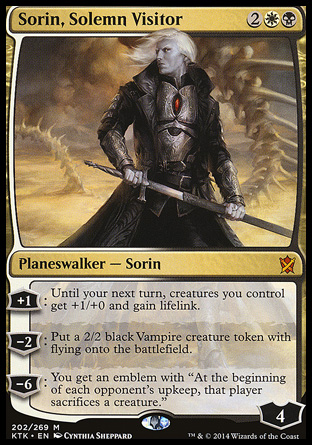 Sorin, Solemn Visitor 2
Planeswalker — Sorin
+1: Until your next turn, creatures you control
get +1/+0 and gain lifelink.
-2: Put a 2/2 black Vampire creature token with
flying onto the battlefield.
-6: You get an emblem with “At the beginning
of each opponent's upkeep, that player
sacrifices a creature.”
4
202/269 M
KTK • EN Cynthia Sheppard
™ & © 2014 Wizards of the Coast